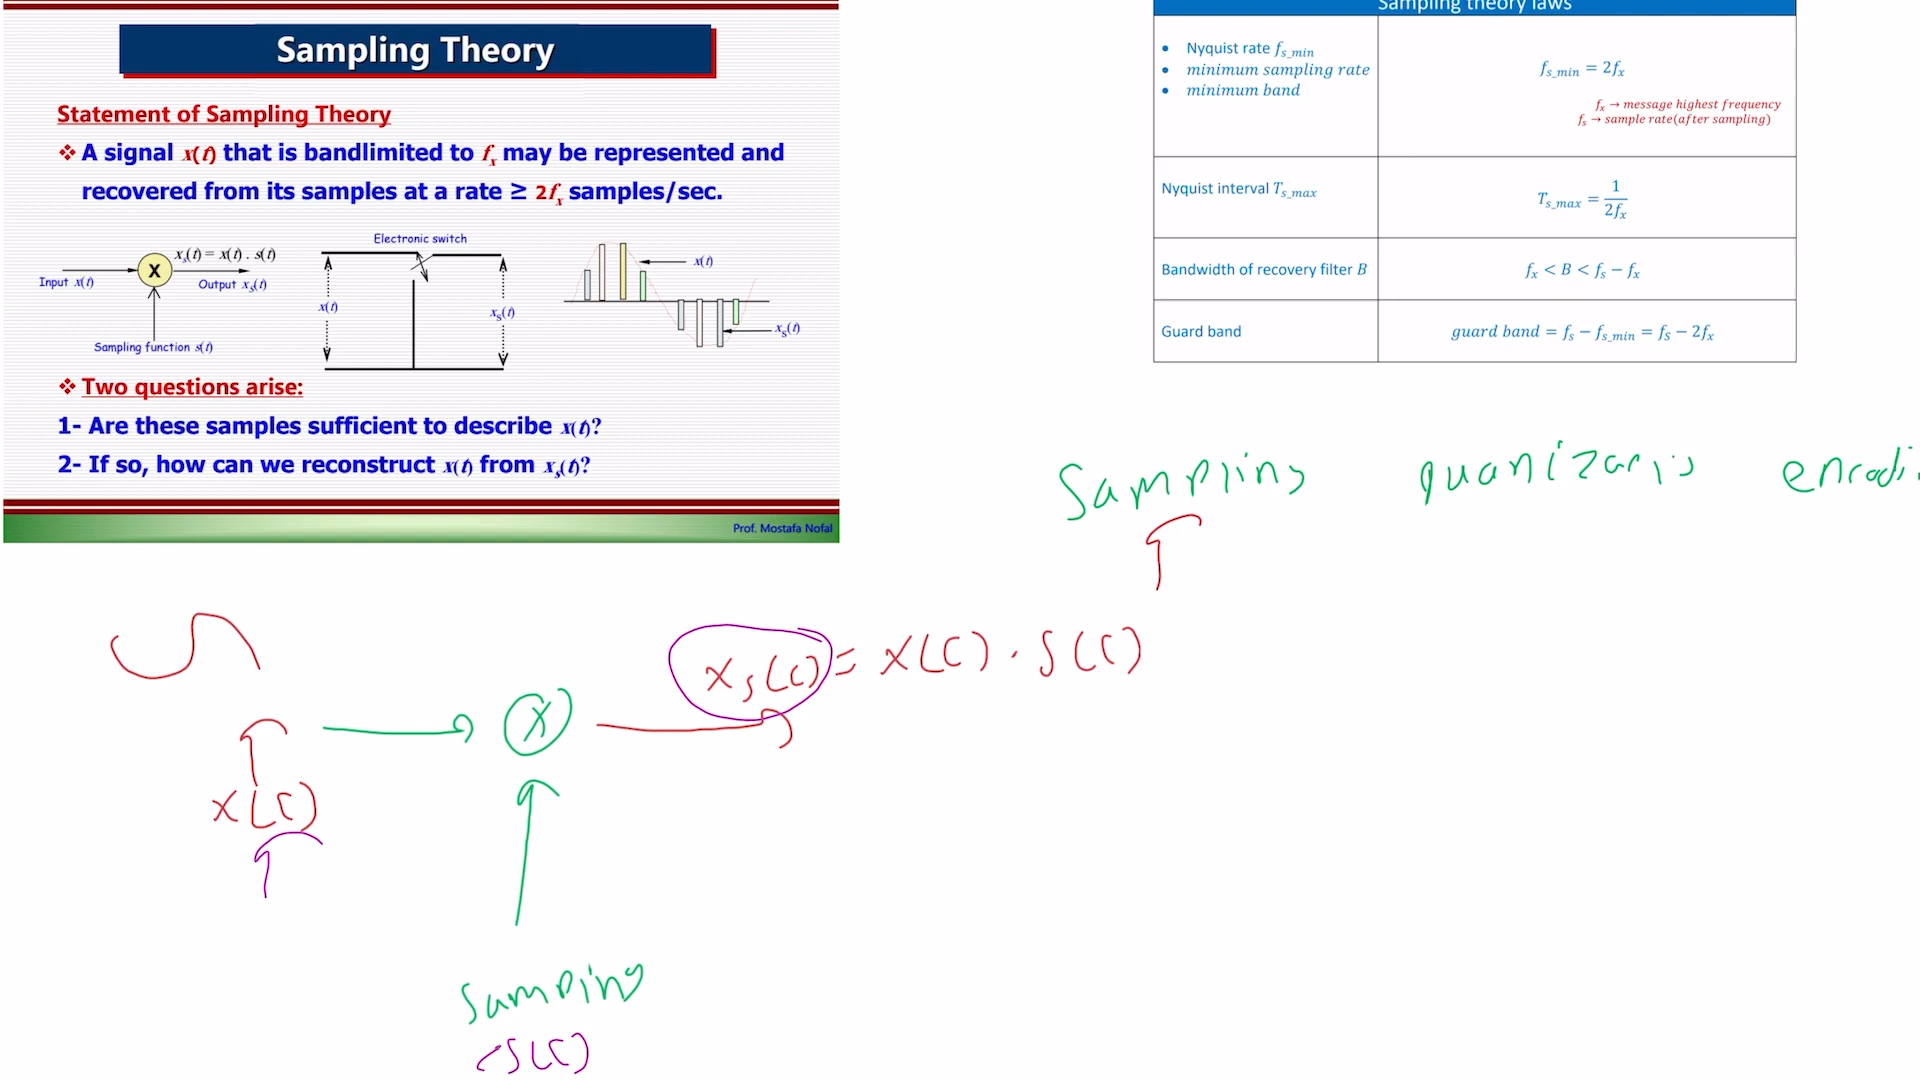 Sampling Theory
Statement of Sampling Theory
❖ A signal x(t) that is bandlimited to fx may be represented and
recovered from its samples at a rate ≥ 2fx samples/sec.
Electronic switch
xs(t) = x(t) . s(t)
X
Input x(t)
Output xs(t)
Sampling function s(t)
x(t)
xs(t)
x(t)
xs(t)
❖ Two questions arise:
1- Are these samples sufficient to describe x(t)?
2- If so, how can we reconstruct x(t) from xs(t)?
Prof. Mostafa Nofal
Sampling theory laws
• Nyquist rate fs_min
• minimum sampling rate
• minimum band
fs_min = 2fx
fx → message highest frequency
fs → sample rate(after sampling)
Nyquist interval Ts_max
Ts_max = 1/2fx
Bandwidth of recovery filter B
fx < B < fs − fx
Guard band
guard band = fs − fs_min = fs − 2fx
Sampling
xs(t) = x(t) . s(t)
X
x(t)
Sampling
s(t)